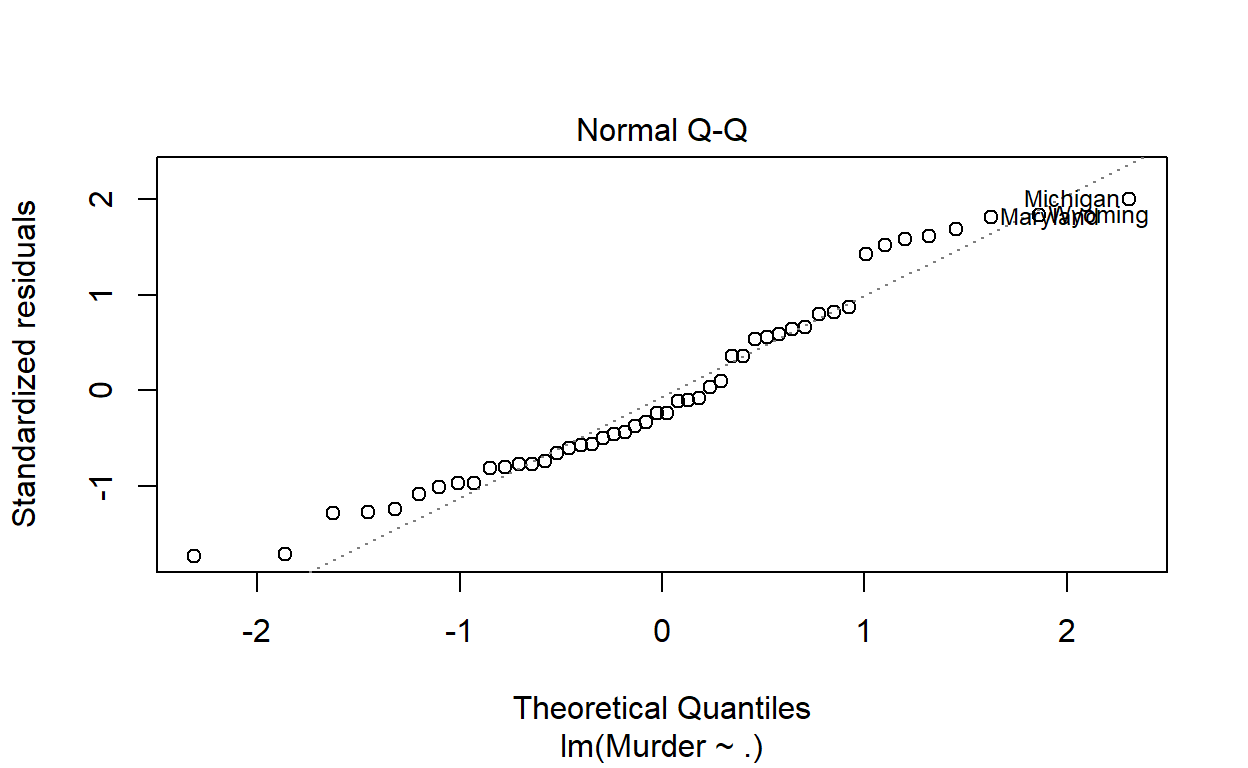 Normal Q-Q
Standardized residuals
2
1
0
-1
Michigan
Maryland
Wyoming
-2
-1
0
1
2
Theoretical Quantiles
lm(Murder ~ .)